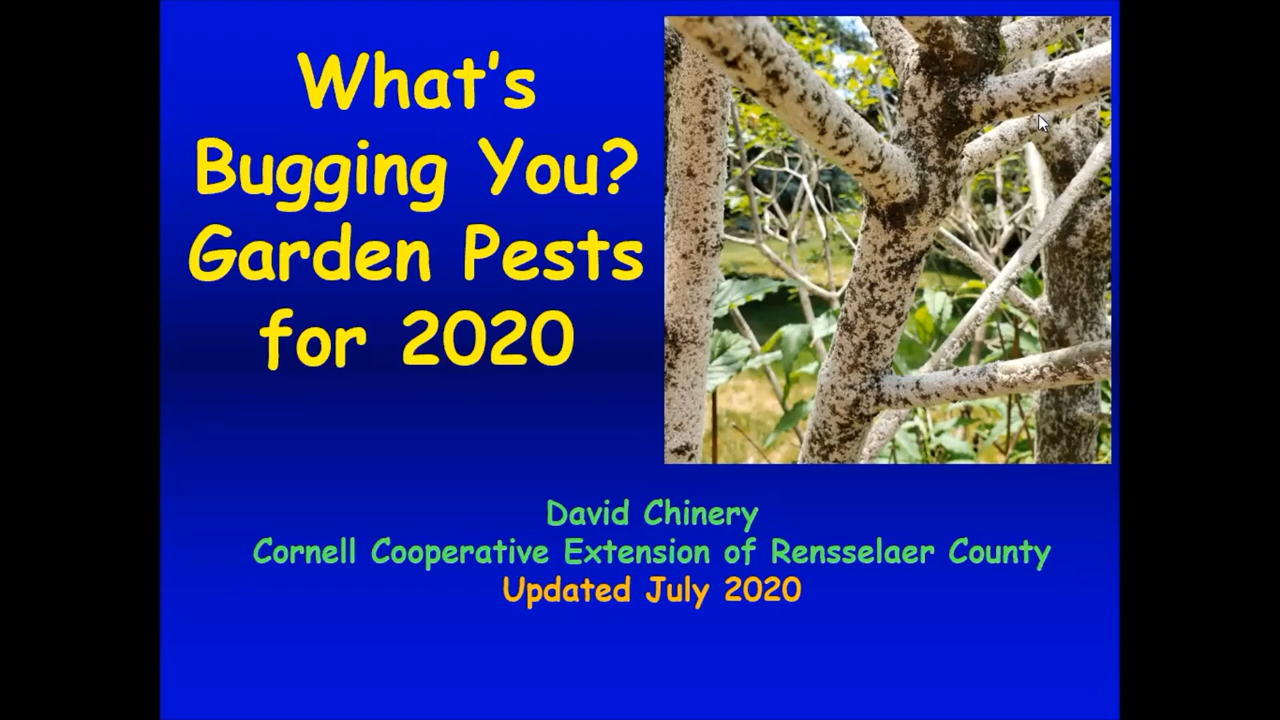 What's
Bugging You?
Garden Pests
for 2020
David Chinery
Cornell Cooperative Extension of Rensselaer County
Updated July 2020